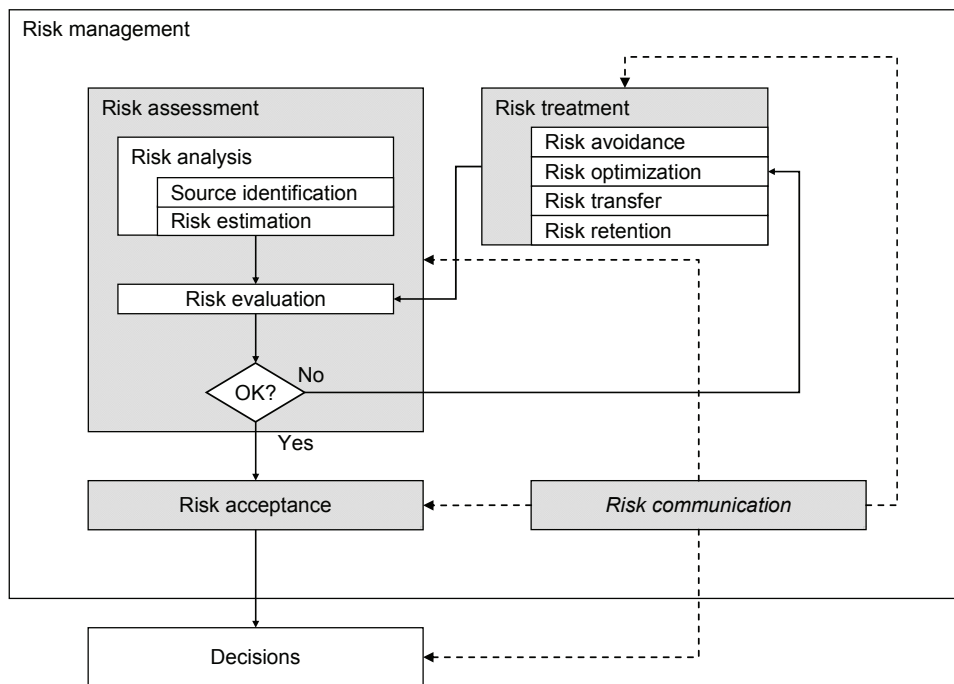 Risk management
Risk assessment
Risk analysis
Source identification
Risk estimation
Risk evaluation
OK?
No
Yes
Risk treatment
Risk avoidance
Risk optimization
Risk transfer
Risk retention
Risk acceptance
Risk communication
Decisions